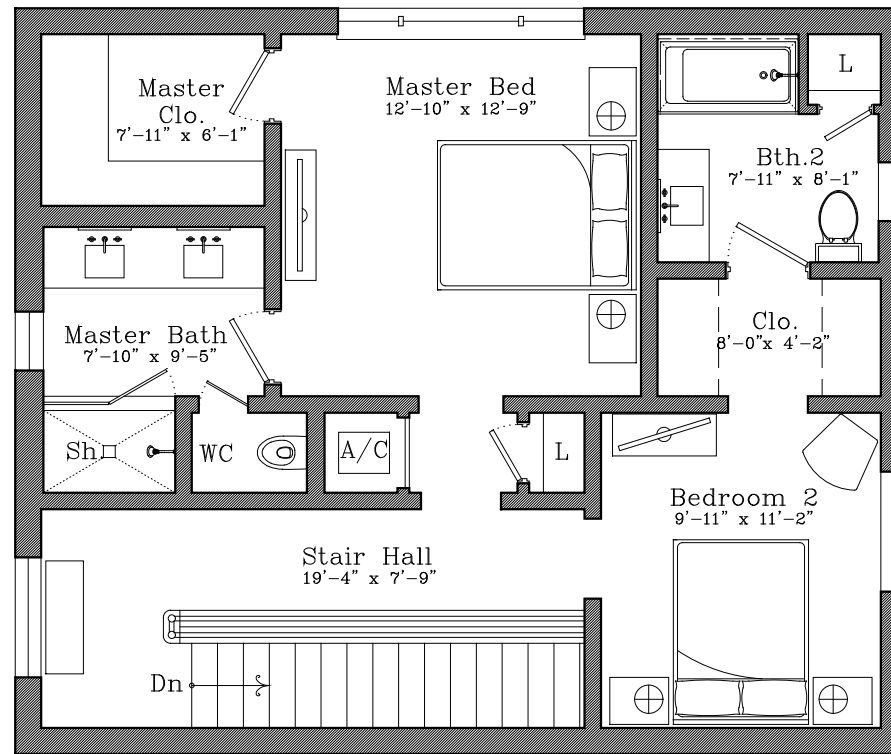 Master
Clo.
7'-11" x 6'-1"
Master Bed
12'-10" x 12'-9"
L
Bth.2
7'-11" x 8'-1"
Master Bath
7'-10" x 9'-5"
Clo.
8'-0"x 4'-2"
Sh
WC
A/C
L
Bedroom 2
9'-11" x 11'-2"
Stair Hall
19'-4" x 7'-9"
Dn